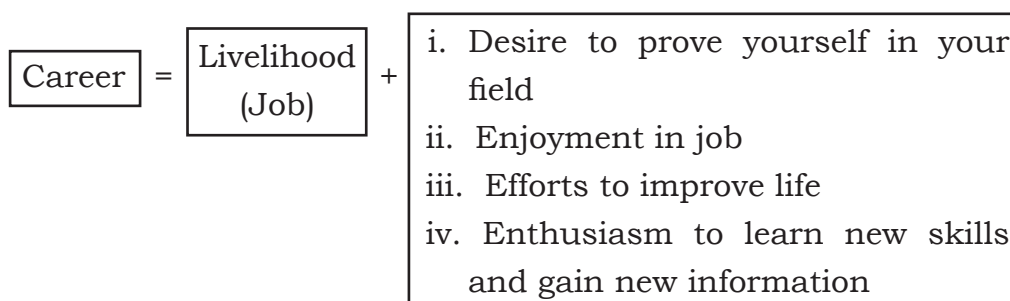 Career = Livelihood (Job) +
i. Desire to prove yourself in your
field
ii. Enjoyment in job
iii. Efforts to improve life
iv. Enthusiasm to learn new skills
and gain new information